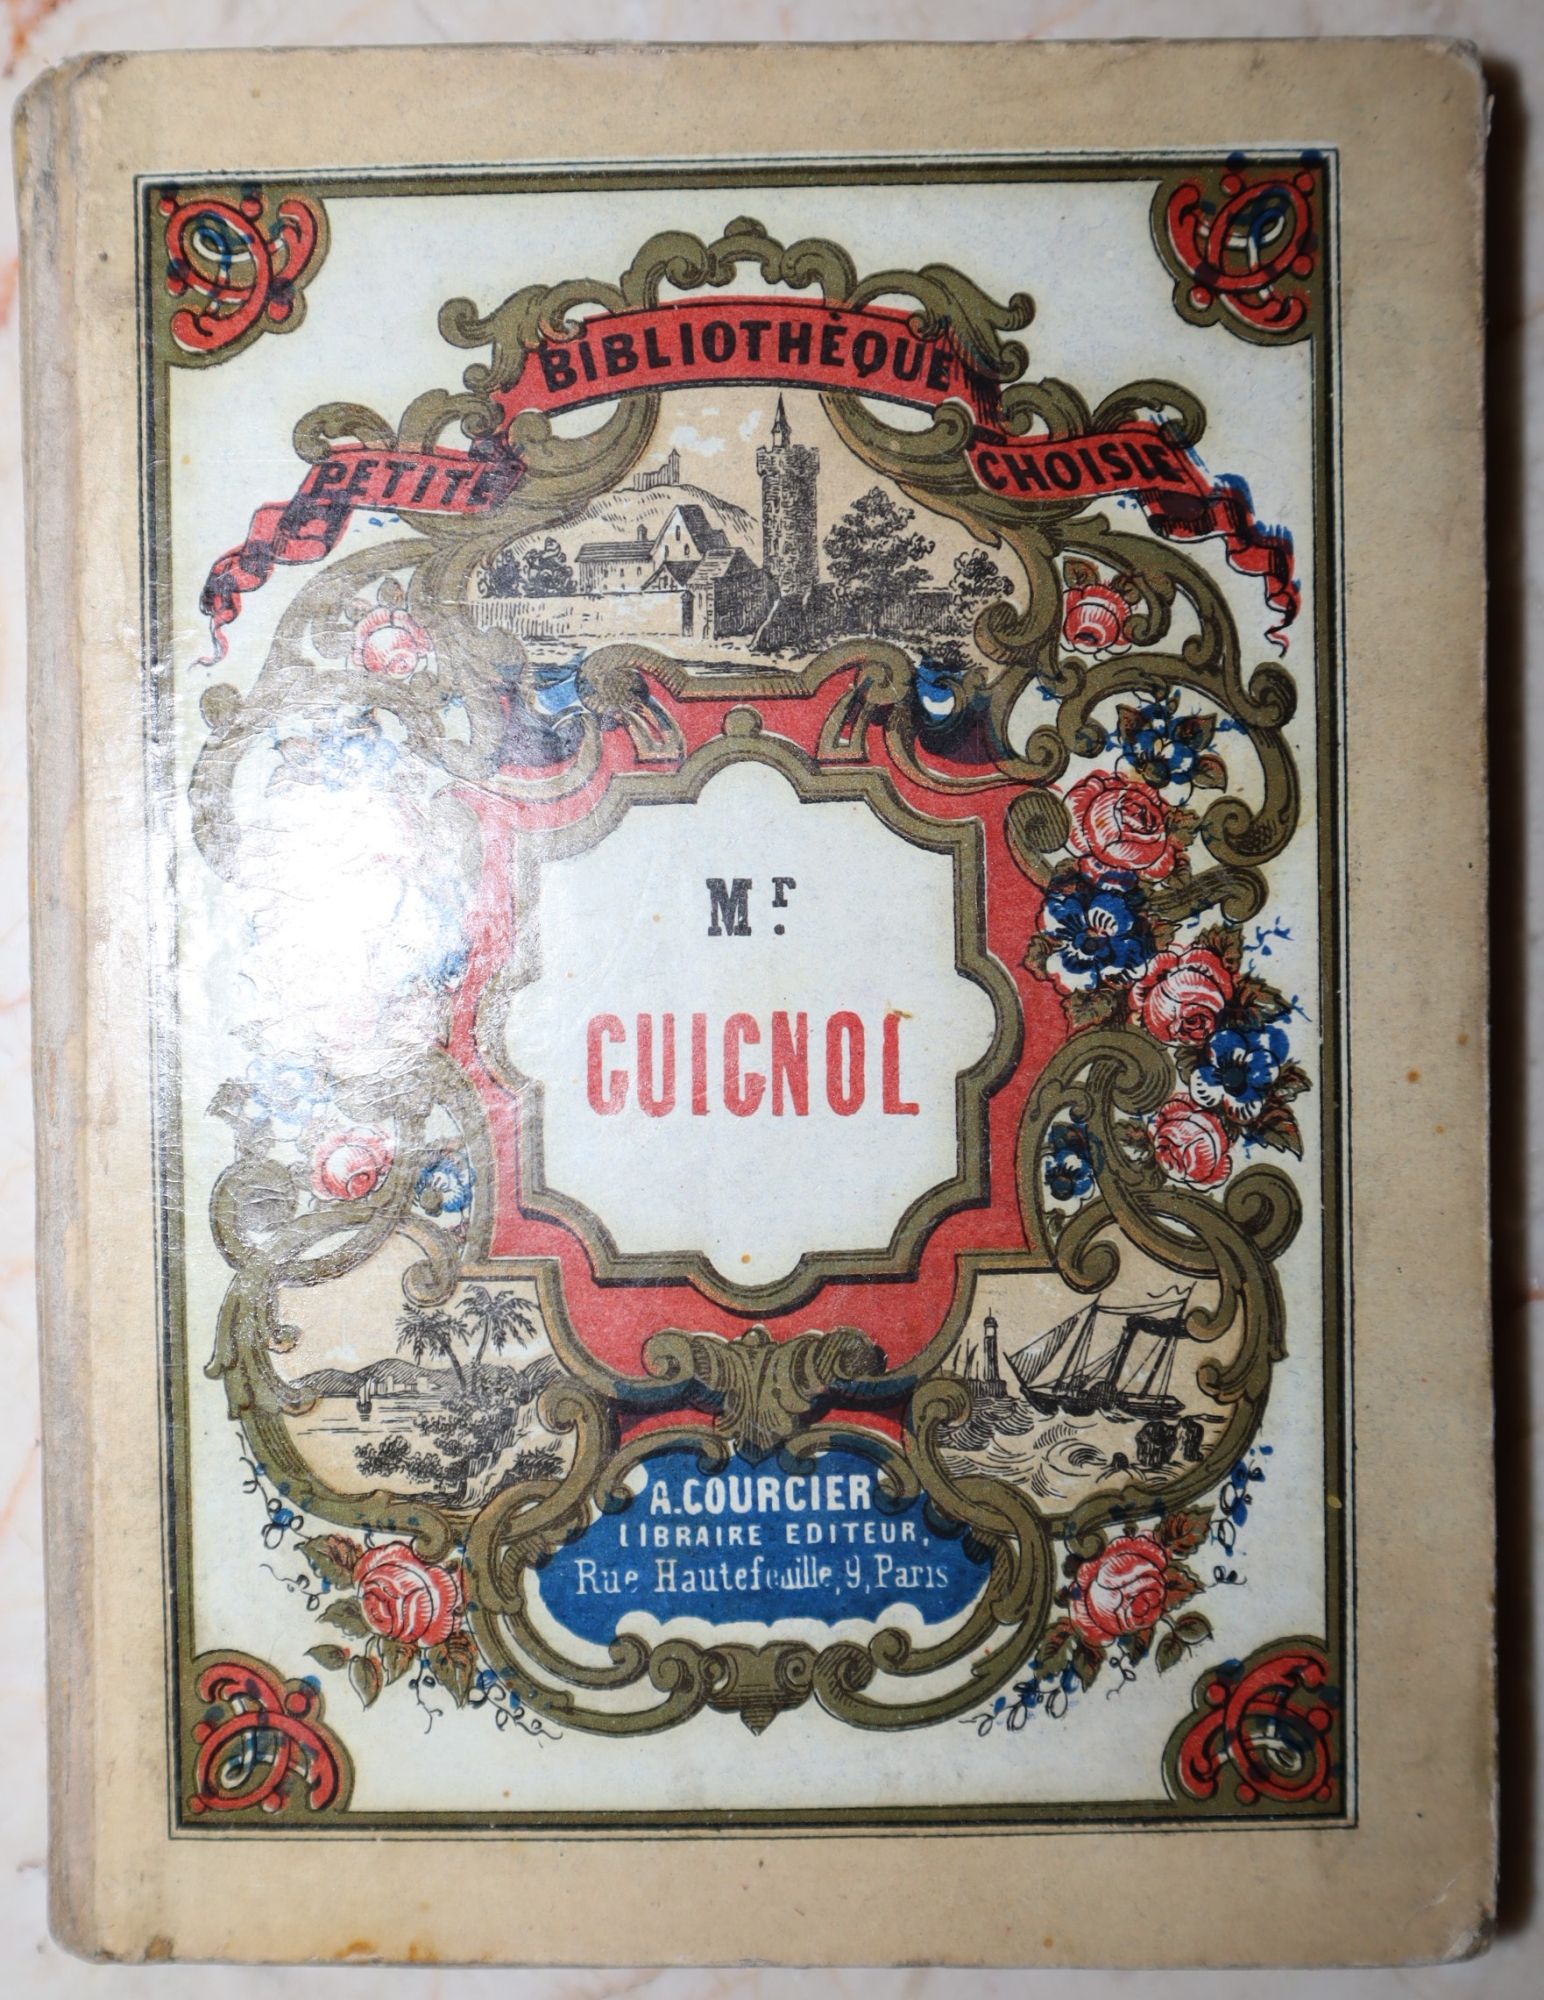 PETITE BIBLIOTHÈQUE CHOISIE
Mr.
GUIGNOL
A. COURCIER
LIBRAIRE EDITEUR,
Rue Hautefeuille, 9, Paris